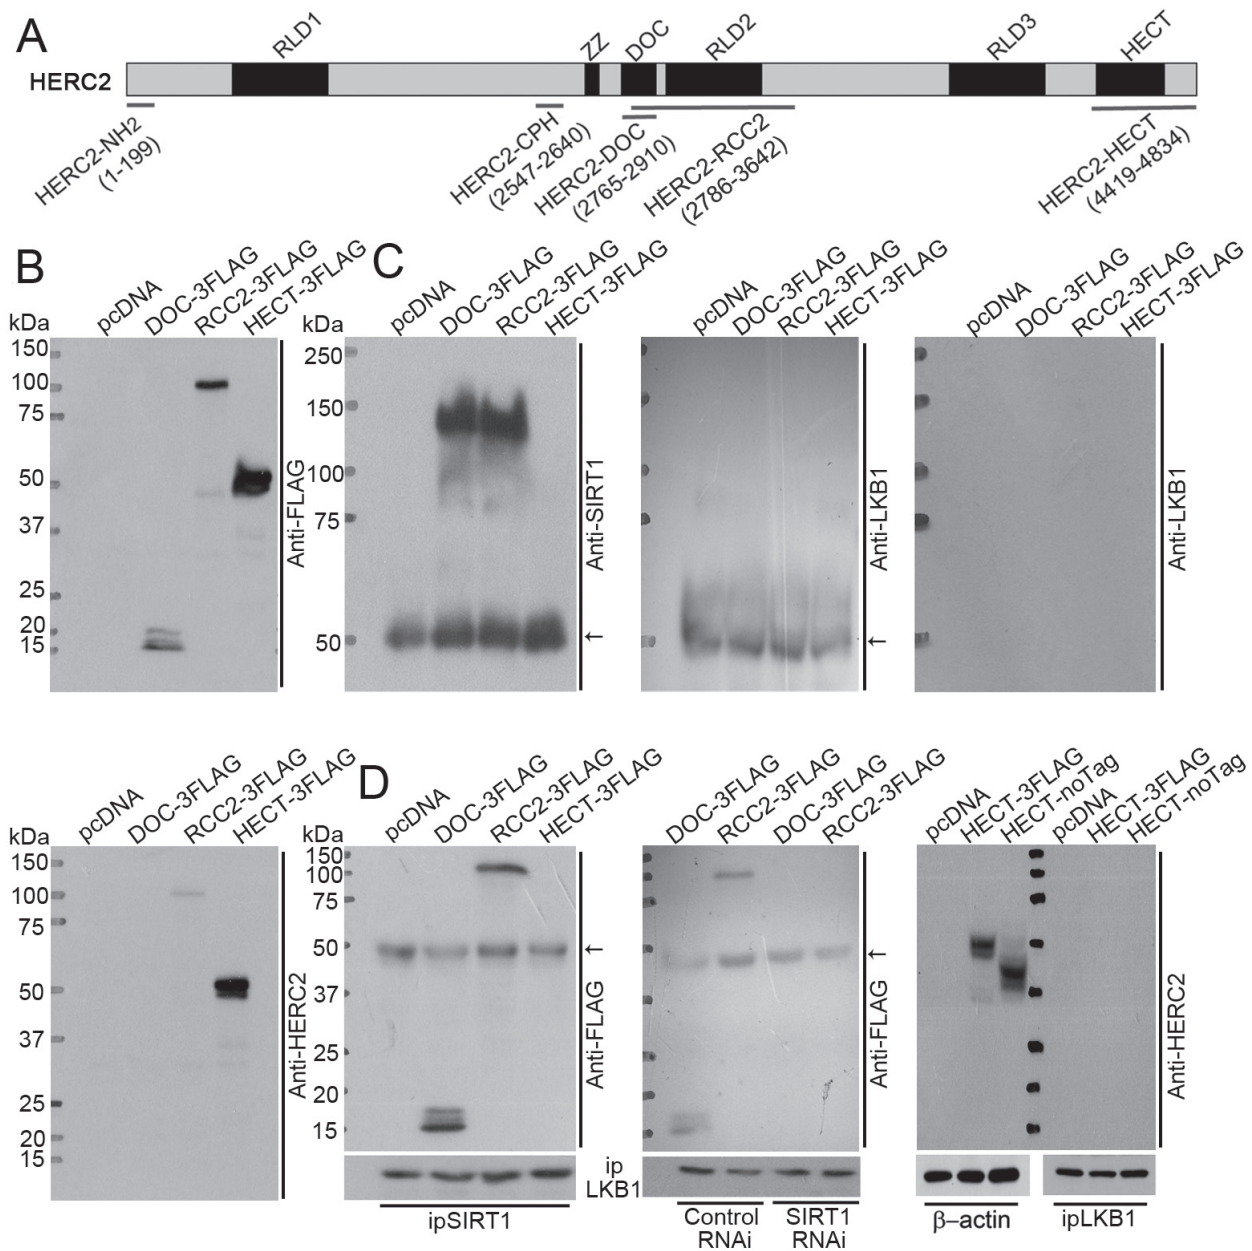 A
RLD1
ZZ
DOC
RLD2
RLD3
HECT
HERC2
HERC2-NH2
(1-199)
HERC2-CPH
(2547-2640)
HERC2-DOC
(2765-2910)
HERC2-RCC2
(2786-3642)
HERC2-HECT
(4419-4834)
B
kDa
pcDNA
DOC-3FLAG
RCC2-3FLAG
HECT-3FLAG
150
100
75
50
37
25
20
15
Anti-FLAG
C
kDa
pcDNA
DOC-3FLAG
RCC2-3FLAG
HECT-3FLAG
250
150
100
75
50
←
Anti-SIRT1
pcDNA
DOC-3FLAG
RCC2-3FLAG
HECT-3FLAG
←
Anti-LKB1
pcDNA
DOC-3FLAG
RCC2-3FLAG
HECT-3FLAG
Anti-LKB1
kDa
pcDNA
DOC-3FLAG
RCC2-3FLAG
HECT-3FLAG
150
100
75
50
37
25
20
15
Anti-HERC2
D
kDa
pcDNA
DOC-3FLAG
RCC2-3FLAG
HECT-3FLAG
150
100
75
50
37
25
20
15
←
Anti-FLAG
ip
LKB1
ipSIRT1
DOC-3FLAG
RCC2-3FLAG
DOC-3FLAG
RCC2-3FLAG
←
Anti-FLAG
Control
RNAi
SIRT1
RNAi
pcDNA
HECT-3FLAG
HECT-noTag
pcDNA
HECT-3FLAG
HECT-noTag
Anti-HERC2
β–actin
ipLKB1